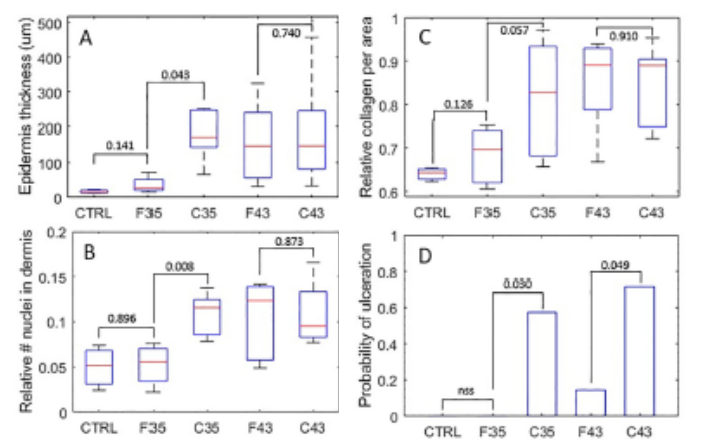 A
Epidermis thickness (um)
500
400
300
200
100
0
0.141
0.043
0.740
CTRL F35 C35 F43 C43
C
Relative collagen per area
1
0.9
0.8
0.7
0.6
0.126
0.057
0.910
CTRL F35 C35 F43 C43
B
Relative # nuclei in dermis
0.2
0.15
0.1
0.05
0
0.896
0.008
0.873
CTRL F35 C35 F43 C43
D
Probability of ulceration
1
0.8
0.6
0.4
0.2
0
nss
0.030
0.049
CTRL F35 C35 F43 C43